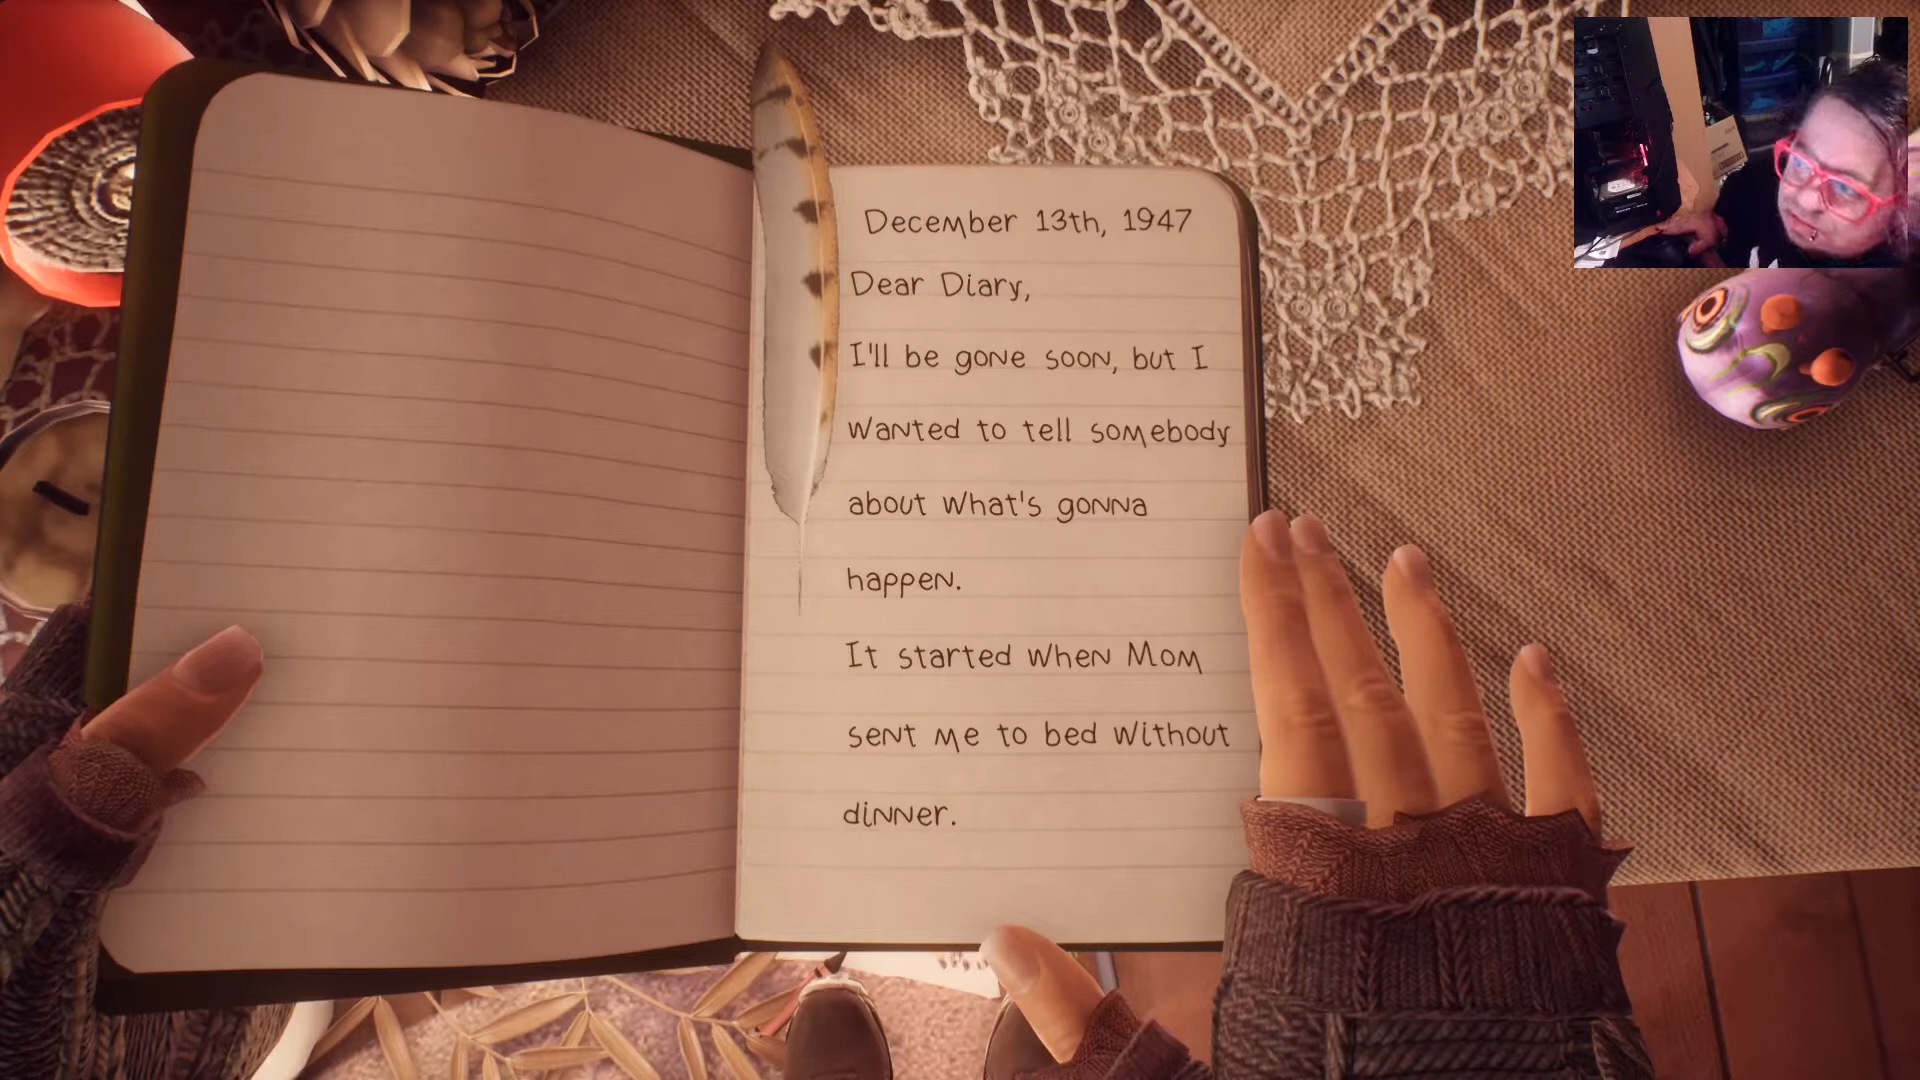 December 13th, 1947
Dear Diary,
I'll be gone soon, but I
wanted to tell somebody
about what's gonna
happen.
It started when Mom
sent me to bed without
dinner.